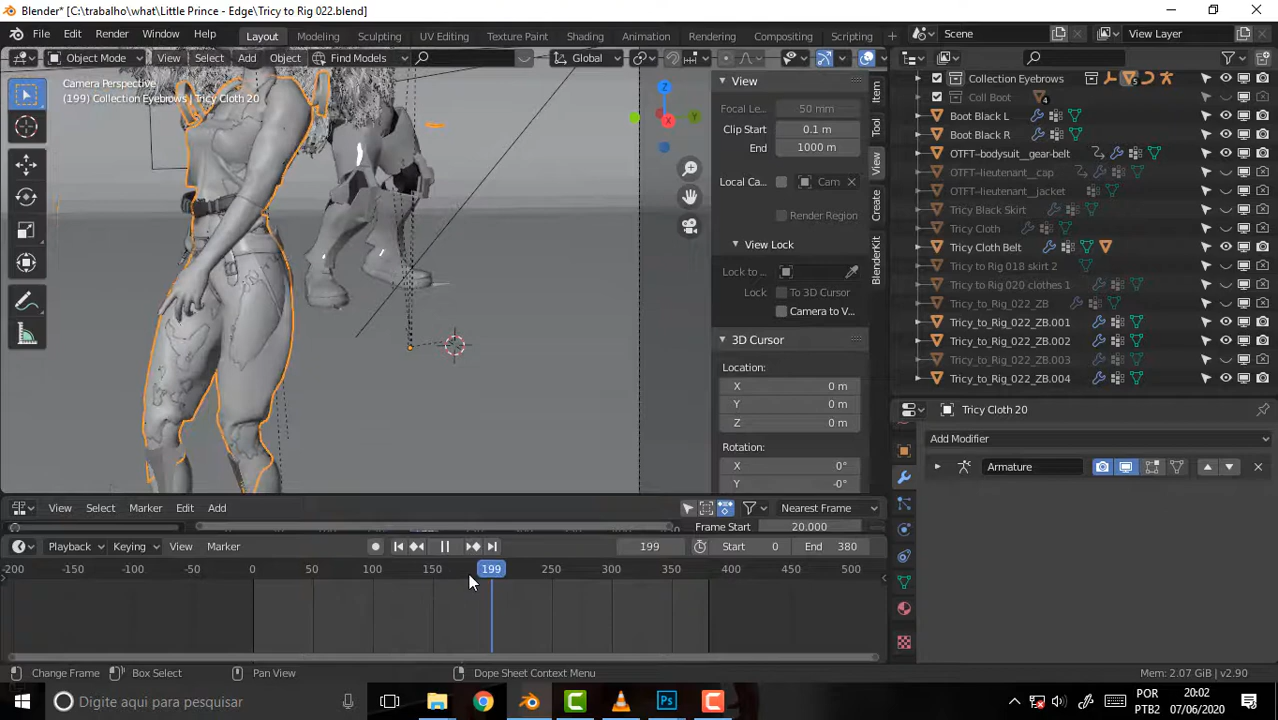 Blender* [C:\trabalho\what\Little Prince - Edge\Tricy to Rig 022.blend]
File Edit Render Window Help Layout Modeling Sculpting UV Editing Texture Paint Shading Animation Rendering Compositing Scripting Scene View Layer
Object Mode View Select Add Object Find Models Global
Camera Perspective
(199) Collection Eyebrows | Tricy Cloth 20
Z
Y
X
View
Focal Le... 50 mm
Clip Start 0.1 m
End 1000 m
Local Ca... Cam
Render Region
View Lock
Lock to ...
Lock To 3D Cursor
Camera to V...
3D Cursor
Location:
X 0 m
Y 0 m
Z 0 m
Rotation:
X 0°
Y -0°
Item
Tool
View
Create
BlenderKit
Collection Eyebrows 5
Coll Boot 4
Boot Black L
Boot Black R
OTFT-bodysuit__gear-belt
OTFT-lieutenant__cap
OTFT-lieutenant__jacket
Tricy Black Skirt
Tricy Cloth
Tricy Cloth Belt
Tricy to Rig 018 skirt 2
Tricy to Rig 020 clothes 1
Tricy_to_Rig_022_ZB
Tricy_to_Rig_022_ZB.001
Tricy_to_Rig_022_ZB.002
Tricy_to_Rig_022_ZB.003
Tricy_to_Rig_022_ZB.004
Tricy Cloth 20
Add Modifier
Armature
View Select Marker Edit Add Nearest Frame
Frame Start 20.000
Playback Keying View Marker 199 Start 0 End 380
-200 -150 -100 -50 0 50 100 150 199 250 300 350 400 450 500
Change Frame Box Select Pan View Dope Sheet Context Menu Mem: 2.07 GiB | v2.90
Digite aqui para pesquisar
Ps
POR
PTB2
20:02
07/06/2020